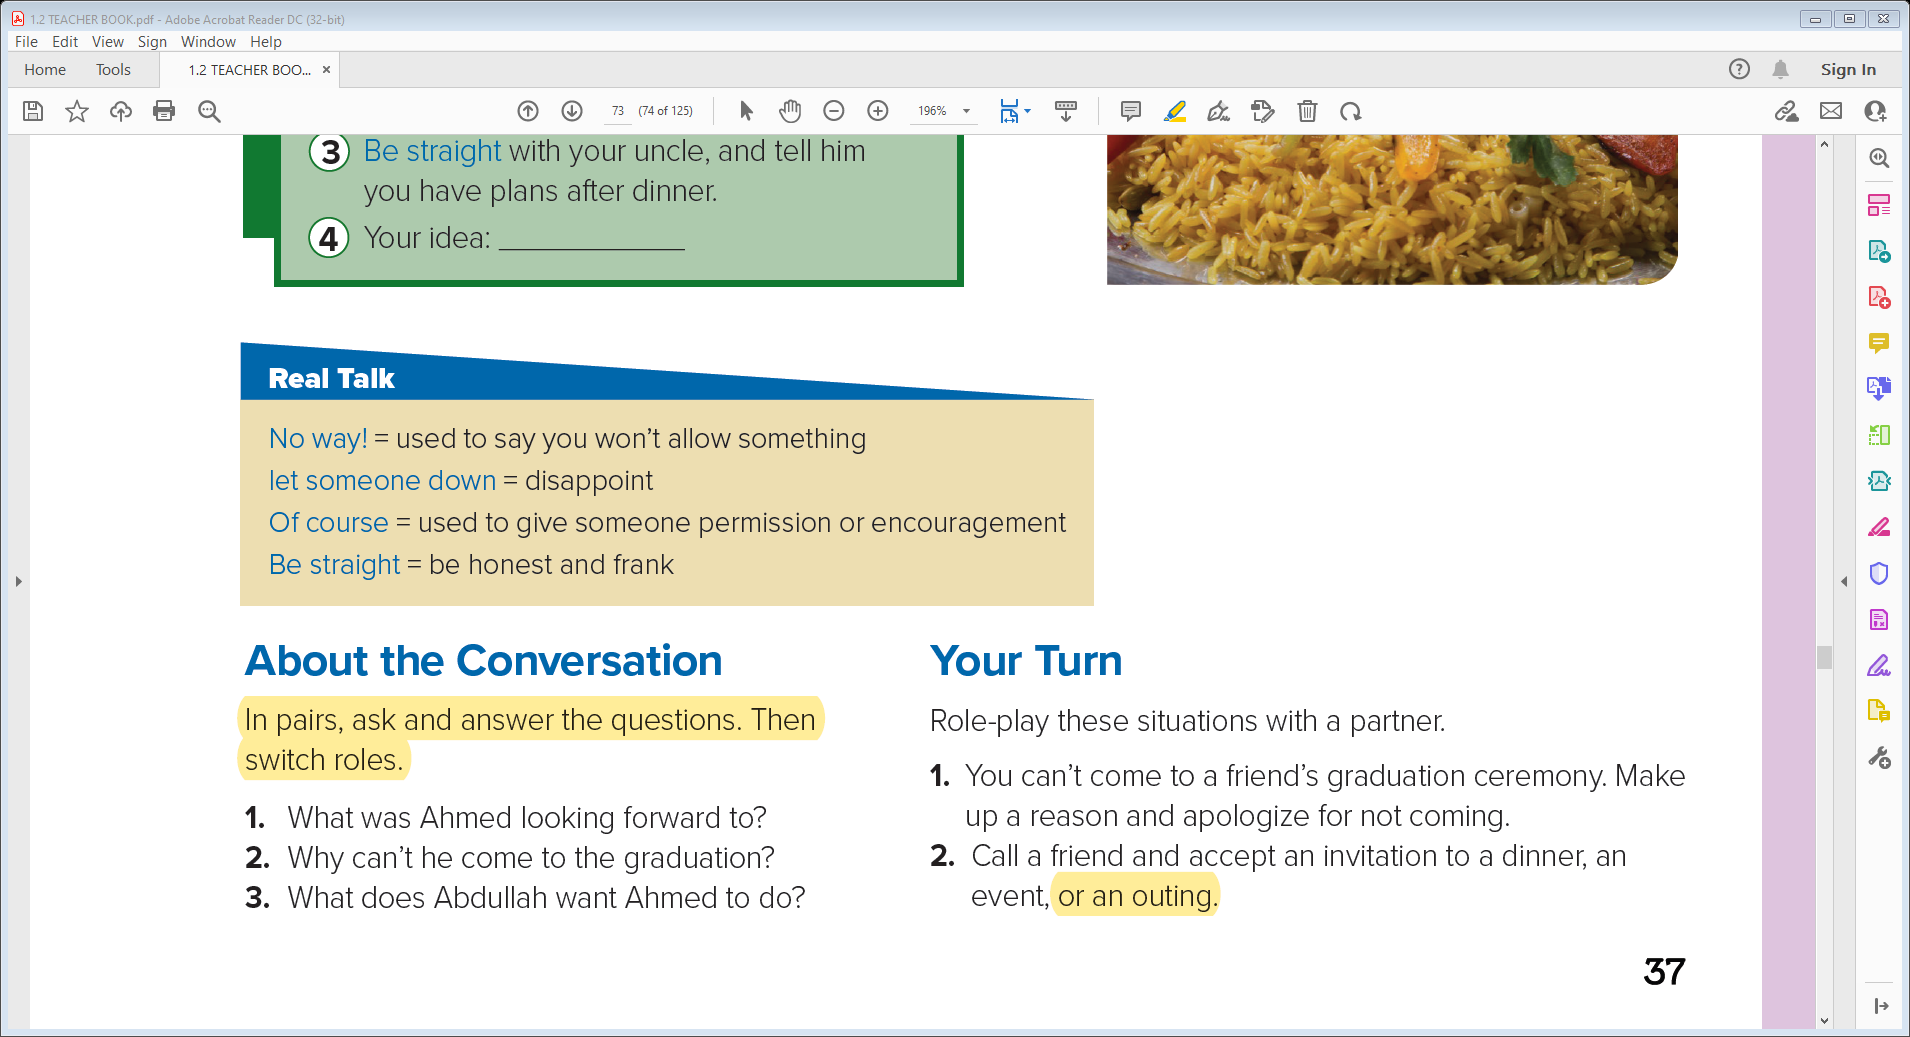 1.2 TEACHER BOOK.pdf - Adobe Acrobat Reader DC (32-bit)
File Edit View Sign Window Help
Home Tools 1.2 TEACHER BOO... × Sign In
73 (74 of 125) 196%
3 Be straight with your uncle, and tell him
you have plans after dinner.
4 Your idea: ____________
Real Talk
No way! = used to say you won't allow something
let someone down = disappoint
Of course = used to give someone permission or encouragement
Be straight = be honest and frank
About the Conversation
In pairs, ask and answer the questions. Then
switch roles.
1. What was Ahmed looking forward to?
2. Why can't he come to the graduation?
3. What does Abdullah want Ahmed to do?
Your Turn
Role-play these situations with a partner.
1. You can't come to a friend's graduation ceremony. Make
up a reason and apologize for not coming.
2. Call a friend and accept an invitation to a dinner, an
event, or an outing.
37